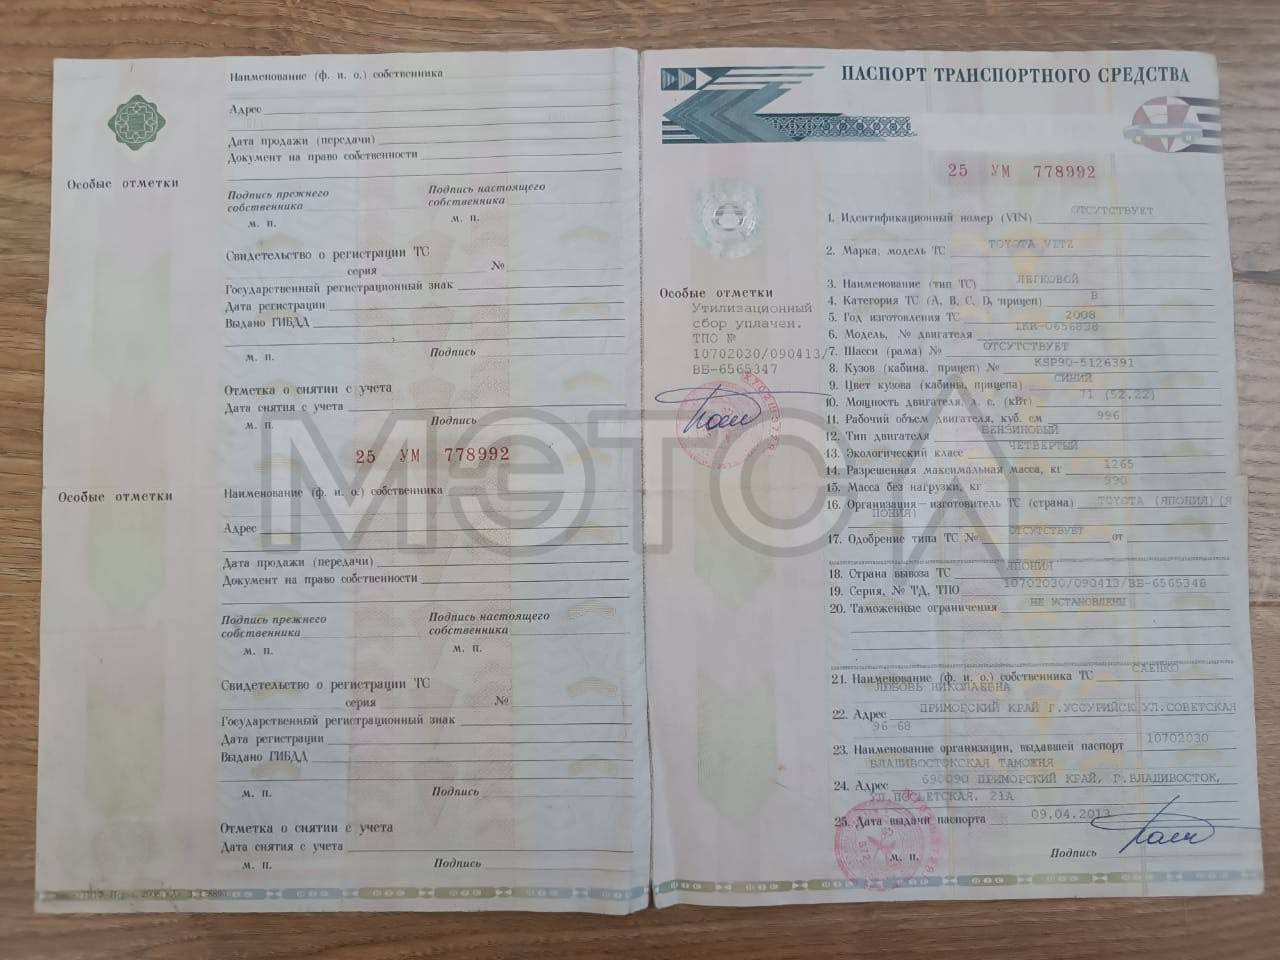 Наименование (ф. и. о.) собственника
Адрес
Дата продажи (передачи)
Документ на право собственности
Особые отметки
Подпись прежнего собственника
Подпись настоящего собственника
м. п.
м. п.
Свидетельство о регистрации ТС
серия №
Государственный регистрационный знак
Дата регистрации
Выдано ГИБДД
м. п. Подпись
Отметка о снятии с учета
Дата снятия с учета
м. п. Подпись
25 УМ 778992
Особые отметки
Наименование (ф. и. о.) собственника
Адрес
Дата продажи (передачи)
Документ на право собственности
Подпись прежнего собственника
Подпись настоящего собственника
м. п.
м. п.
Свидетельство о регистрации ТС
серия №
Государственный регистрационный знак
Дата регистрации
Выдано ГИБДД
м. п. Подпись
Отметка о снятии с учета
Дата снятия с учета
м. п. Подпись
ПАСПОРТ ТРАНСПОРТНОГО СРЕДСТВА
25 УМ 778992
Особые отметки
Утилизационный
сбор уплачен.
ТПО №
10702030/090413/
ВБ-6565347
1. Идентификационный номер (VIN) ОТСУТСТВУЕТ
2. Марка, модель ТС TOYOTA VITZ
3. Наименование (тип ТС) ЛЕГКОВОЙ
4. Категория ТС (А, В, С, D, прицеп) B
5. Год изготовления ТС 2008
6. Модель, № двигателя 1KR-0656838
7. Шасси (рама) № ОТСУТСТВУЕТ
8. Кузов (кабина, прицеп) № KSP90-5126391
9. Цвет кузова (кабины, прицепа) СИНИЙ
10. Мощность двигателя, л. с. (кВт) 71 (52.22)
11. Рабочий объем двигателя, куб. см 996
12. Тип двигателя БЕНЗИНОВЫЙ
13. Экологический класс ЧЕТВЕРТЫЙ
14. Разрешенная максимальная масса, кг 1265
15. Масса без нагрузки, кг 990
16. Организация—изготовитель ТС (страна) TOYOTA (ЯПОНИЯ)(Я
ПОНИЯ)
17. Одобрение типа ТС № ОТСУТСТВУЕТ от
18. Страна вывоза ТС ЯПОНИЯ
19. Серия, № ТД, ТПО 10702030/090413/ВБ-6565348
20. Таможенные ограничения НЕ УСТАНОВЛЕНЫ
21. Наименование (ф. и. о.) собственника ТС САЕНКО
ЛЮБОВЬ НИКОЛАЕВНА
22. Адрес ПРИМОРСКИЙ КРАЙ Г.УССУРИЙСК УЛ.СОВЕТСКАЯ
96-68
23. Наименование организации, выдавшей паспорт 10702030
ВЛАДИВОСТОКСКАЯ ТАМОЖНЯ
24. Адрес 690090 ПРИМОРСКИЙ КРАЙ, Г.ВЛАДИВОСТОК,
УЛ.ПОСЬЕТСКАЯ, 21А
25. Дата выдачи паспорта 09.04.2013
м. п. Подпись
МЭТС